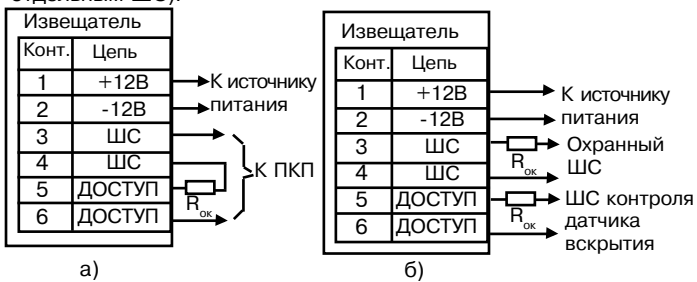 отдельным ШС).
Извещатель
Конт. Цепь
1 +12В К источнику
2 -12В питания
3 ШС
4 ШС К ПКП
5 ДОСТУП Rок
6 ДОСТУП
а)
Извещатель
Конт. Цепь
1 +12В К источнику
2 -12В питания
3 ШС Rок Охранный
4 ШС ШС
5 ДОСТУП Rок ШС контроля
6 ДОСТУП датчика
вскрытия
б)